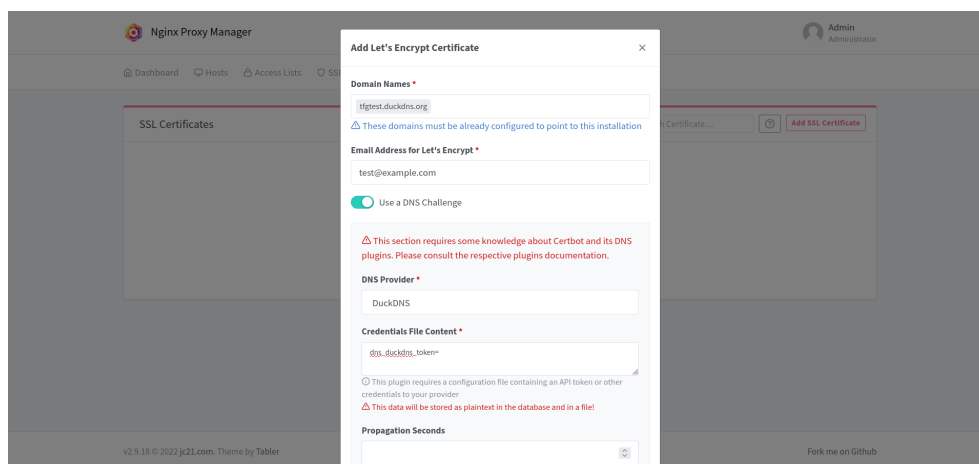 Nginx Proxy Manager
Admin
Administrator
Dashboard Hosts Access Lists SSL
SSL Certificates
Certificate...
Add SSL Certificate
Add Let's Encrypt Certificate
Domain Names *
tfgtest.duckdns.org
These domains must be already configured to point to this installation
Email Address for Let's Encrypt *
test@example.com
Use a DNS Challenge
This section requires some knowledge about Certbot and its DNS
plugins. Please consult the respective plugins documentation.
DNS Provider *
DuckDNS
Credentials File Content *
dns_duckdns_token=
This plugin requires a configuration file containing an API token or other
credentials to your provider
This data will be stored as plaintext in the database and in a file!
Propagation Seconds
v2.9.18 © 2022 jc21.com. Theme by Tabler
Fork me on Github